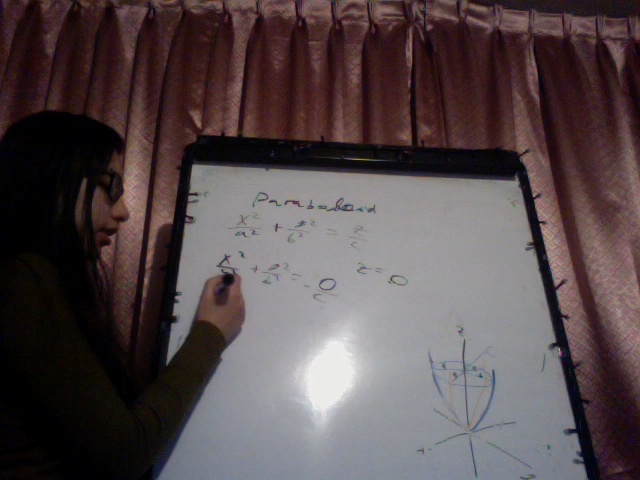 Paraboloid
x²/a² + y²/b² = z/c
x²/a² + y²/b² = 0/c z = 0
z